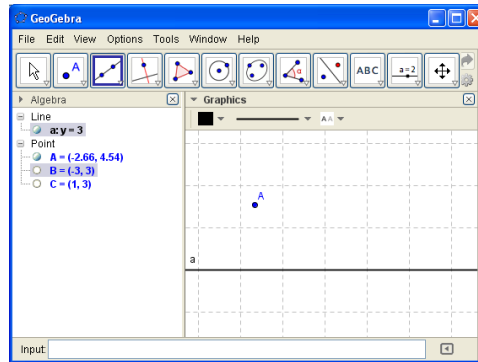 GeoGebra
File Edit View Options Tools Window Help
A
α
ABC
a=2
Algebra
Graphics
Line
a: y = 3
Point
A = (-2.66, 4.54)
B = (-3, 3)
C = (1, 3)
A A
A
a
Input: